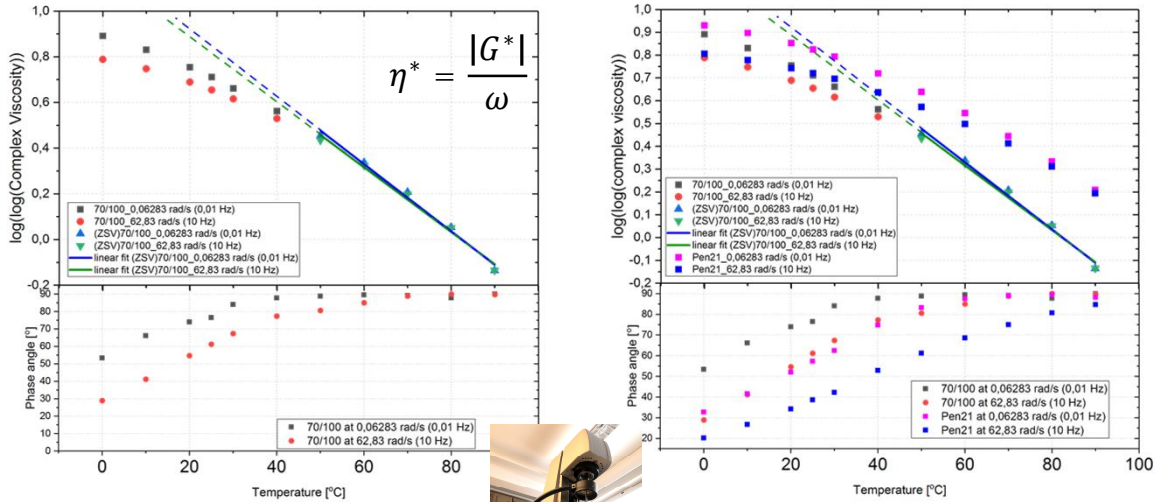 log(log(Complex Viscosity))
1,0
0,8
0,6
0,4
0,2
0,0
-0,2
η* = |G*| / ω
70/100_0,06283 rad/s (0,01 Hz)
70/100_62,83 rad/s (10 Hz)
(ZSV)70/100_0,06283 rad/s (0,01 Hz)
(ZSV)70/100_62,83 rad/s (10 Hz)
linear fit (ZSV)70/100_0,06283 rad/s (0,01 Hz)
linear fit (ZSV)70/100_62,83 rad/s (10 Hz)
Phase angle [°]
90
80
70
60
50
40
30
20
10
0
70/100 at 0,06283 rad/s (0,01 Hz)
70/100 at 62,83 rad/s (10 Hz)
0 20 40 60 80
Temperature [°C]
log(log(complex viscosity))
1,0
0,9
0,8
0,7
0,6
0,5
0,4
0,3
0,2
0,1
0,0
-0,1
-0,2
70/100_0,06283 rad/s (0,01 Hz)
70/100_62,83 rad/s (10 Hz)
(ZSV)70/100_0,06283 rad/s (0,01 Hz)
(ZSV)70/100_62,83 rad/s (10 Hz)
linear fit (ZSV)70/100_0,06283 rad/s (0,01 Hz)
linear fit (ZSV)70/100_62,83 rad/s (10 Hz)
Pen21_0,06283 rad/s (0,01 Hz)
Pen21_62,83 rad/s (10 Hz)
Phase angle [°]
90
80
70
60
50
40
30
20
70/100 at 0,06283 rad/s (0,01 Hz)
70/100 at 62,83 rad/s (10 Hz)
Pen21 at 0,06283 rad/s (0,01 Hz)
Pen21 at 62,83 rad/s (10 Hz)
0 20 40 60 80 100
Temperature [°C]